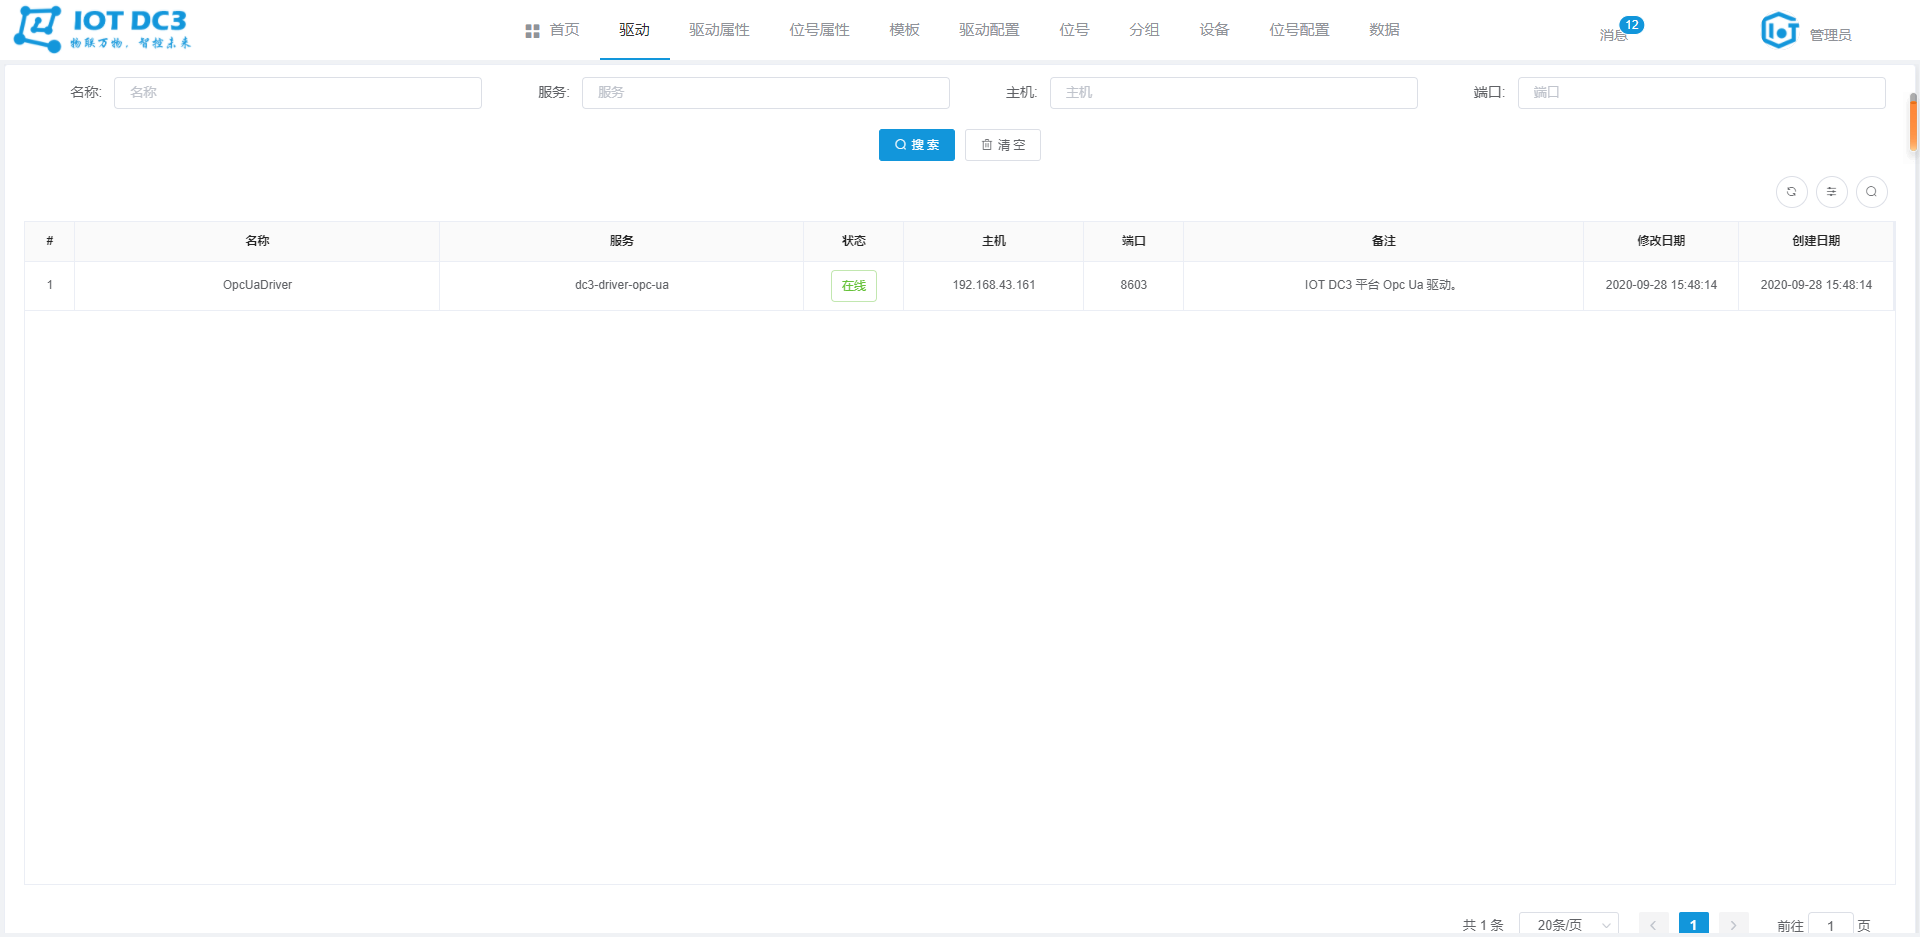 IOT DC3
物联万物，智控未来
首页 驱动 驱动属性 位号属性 模板 驱动配置 位号 分组 设备 位号配置 数据
消息 12
管理员
名称: 名称 服务: 服务 主机: 主机 端口: 端口
搜 索 清 空
# 名称 服务 状态 主机 端口 备注 修改日期 创建日期
1 OpcUaDriver dc3-driver-opc-ua 在线 192.168.43.161 8603 IOT DC3 平台 Opc Ua 驱动。 2020-09-28 15:48:14 2020-09-28 15:48:14
共 1 条 20条/页 1 前往 1 页